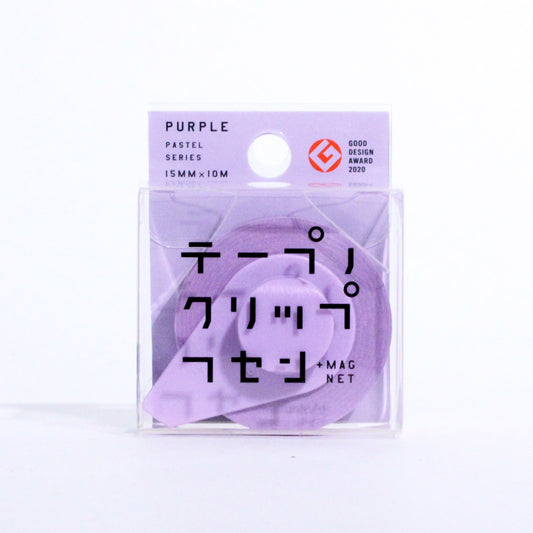 PURPLE
PASTEL
SERIES
15MM×10M
GOOD
DESIGN
AWARD
2020
テープノ
クリップ
フセン
+MAG
NET